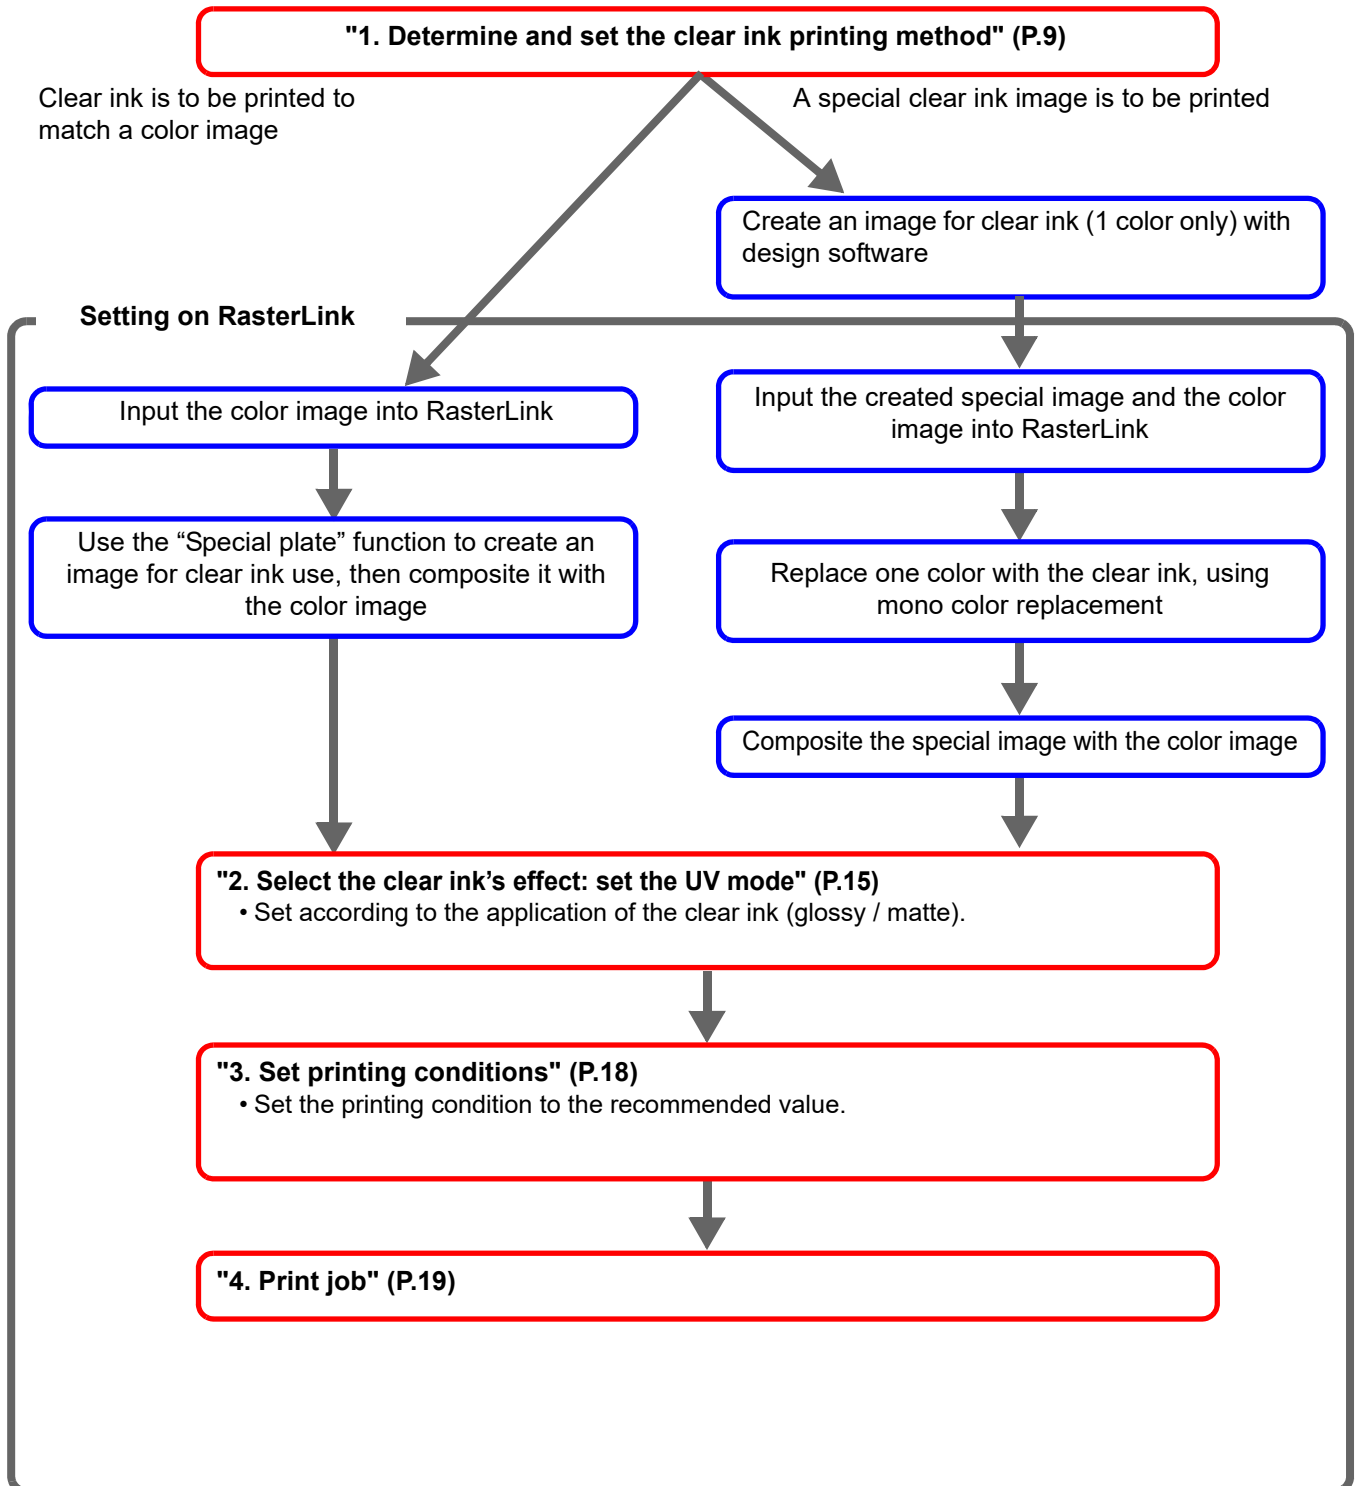 "1. Determine and set the clear ink printing method" (P.9)
Clear ink is to be printed to
match a color image
A special clear ink image is to be printed
Create an image for clear ink (1 color only) with
design software
Setting on RasterLink
Input the color image into RasterLink
Use the “Special plate” function to create an
image for clear ink use, then composite it with
the color image
Input the created special image and the color
image into RasterLink
Replace one color with the clear ink, using
mono color replacement
Composite the special image with the color image
"2. Select the clear ink’s effect: set the UV mode" (P.15)
• Set according to the application of the clear ink (glossy / matte).
"3. Set printing conditions" (P.18)
• Set the printing condition to the recommended value.
"4. Print job" (P.19)